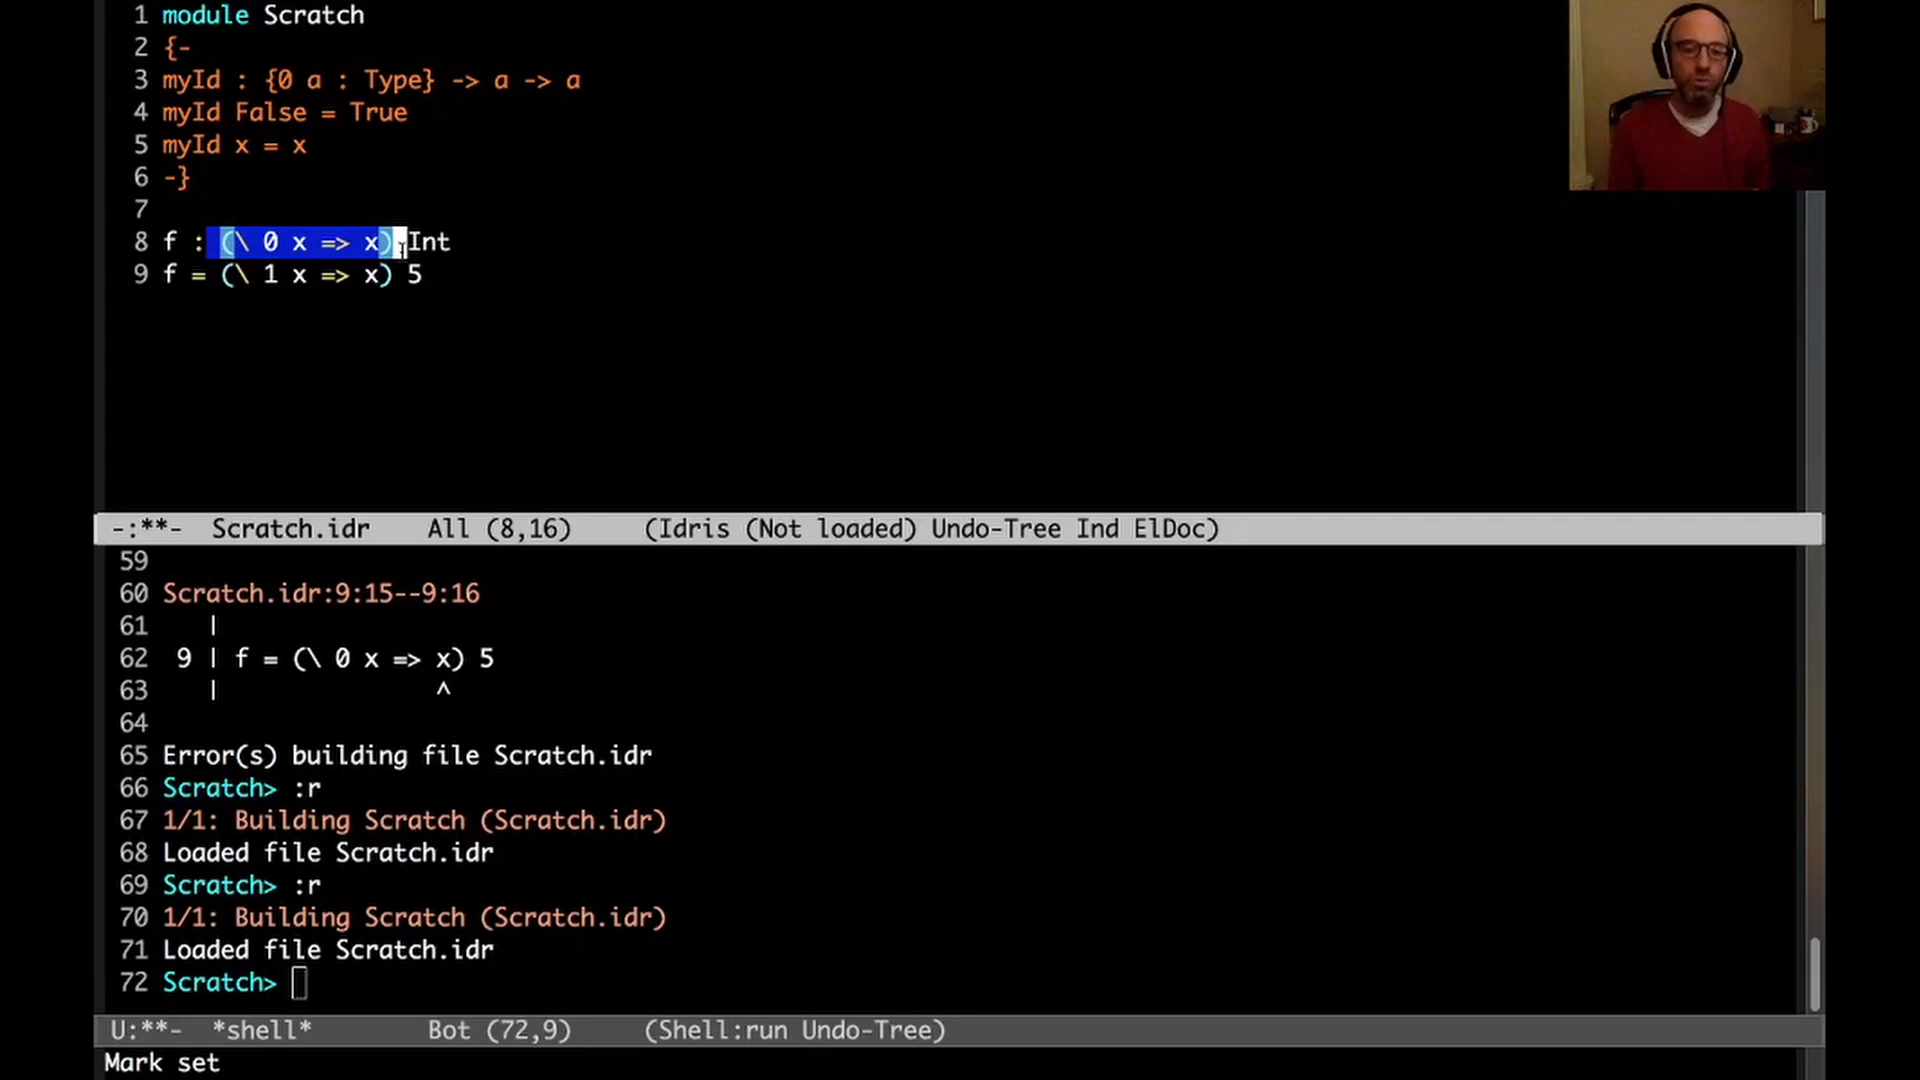 1 module Scratch
2 {-
3 myId : {0 a : Type} -> a -> a
4 myId False = True
5 myId x = x
6 -}
7
8 f : (\ 0 x => x) Int
9 f = (\ 1 x => x) 5
-:**-  Scratch.idr    All (8,16)     (Idris (Not loaded) Undo-Tree Ind ElDoc)
59
60 Scratch.idr:9:15--9:16
61    |
62  9 | f = (\ 0 x => x) 5
63    |               ^
64
65 Error(s) building file Scratch.idr
66 Scratch> :r
67 1/1: Building Scratch (Scratch.idr)
68 Loaded file Scratch.idr
69 Scratch> :r
70 1/1: Building Scratch (Scratch.idr)
71 Loaded file Scratch.idr
72 Scratch>
U:**-  *shell*        Bot (72,9)     (Shell:run Undo-Tree)
Mark set